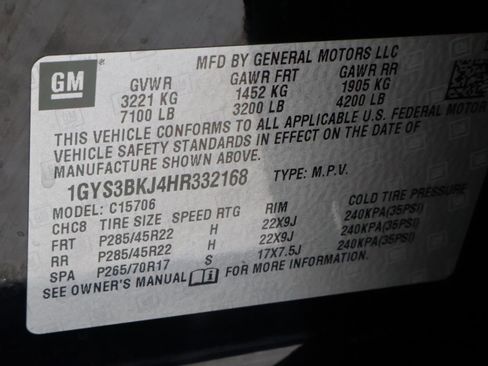 MFD BY GENERAL MOTORS LLC
GM
GVWR GAWR FRT GAWR RR
3221 KG 1452 KG 1905 KG
7100 LB 3200 LB 4200 LB
THIS VEHICLE CONFORMS TO ALL APPLICABLE U.S. FEDERAL MOTOR
VEHICLE SAFETY STANDARDS IN EFFECT ON THE DATE OF
MANUFACTURE SHOWN ABOVE.
1GYS3BKJ4HR332168 TYPE: M.P.V.
MODEL: C15706
CHC8 TIRE SIZE SPEED RTG RIM COLD TIRE PRESSURE
FRT P285/45R22 H 22X9J 240KPA(35PSI)
RR P285/45R22 H 22X9J 240KPA(35PSI)
SPA P265/70R17 S 17X7.5J 240KPA(35PSI)
SEE OWNER'S MANUAL FOR MORE INFORMATION.